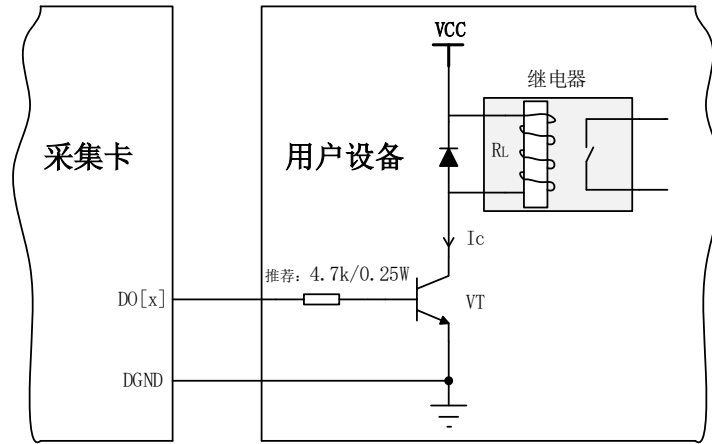 VCC
继电器
采集卡
用户设备
RL
Ic
推荐: 4.7k/0.25W
DO[x]
VT
DGND